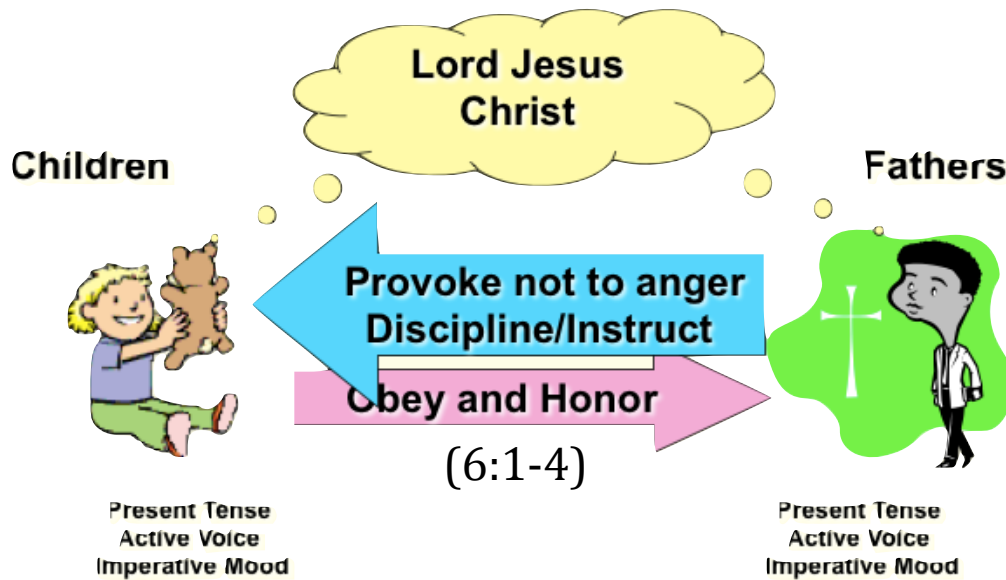 Lord Jesus
Christ
Children
Fathers
Provoke not to anger
Discipline/Instruct
Obey and Honor
(6:1-4)
Present Tense
Active Voice
Imperative Mood
Present Tense
Active Voice
Imperative Mood